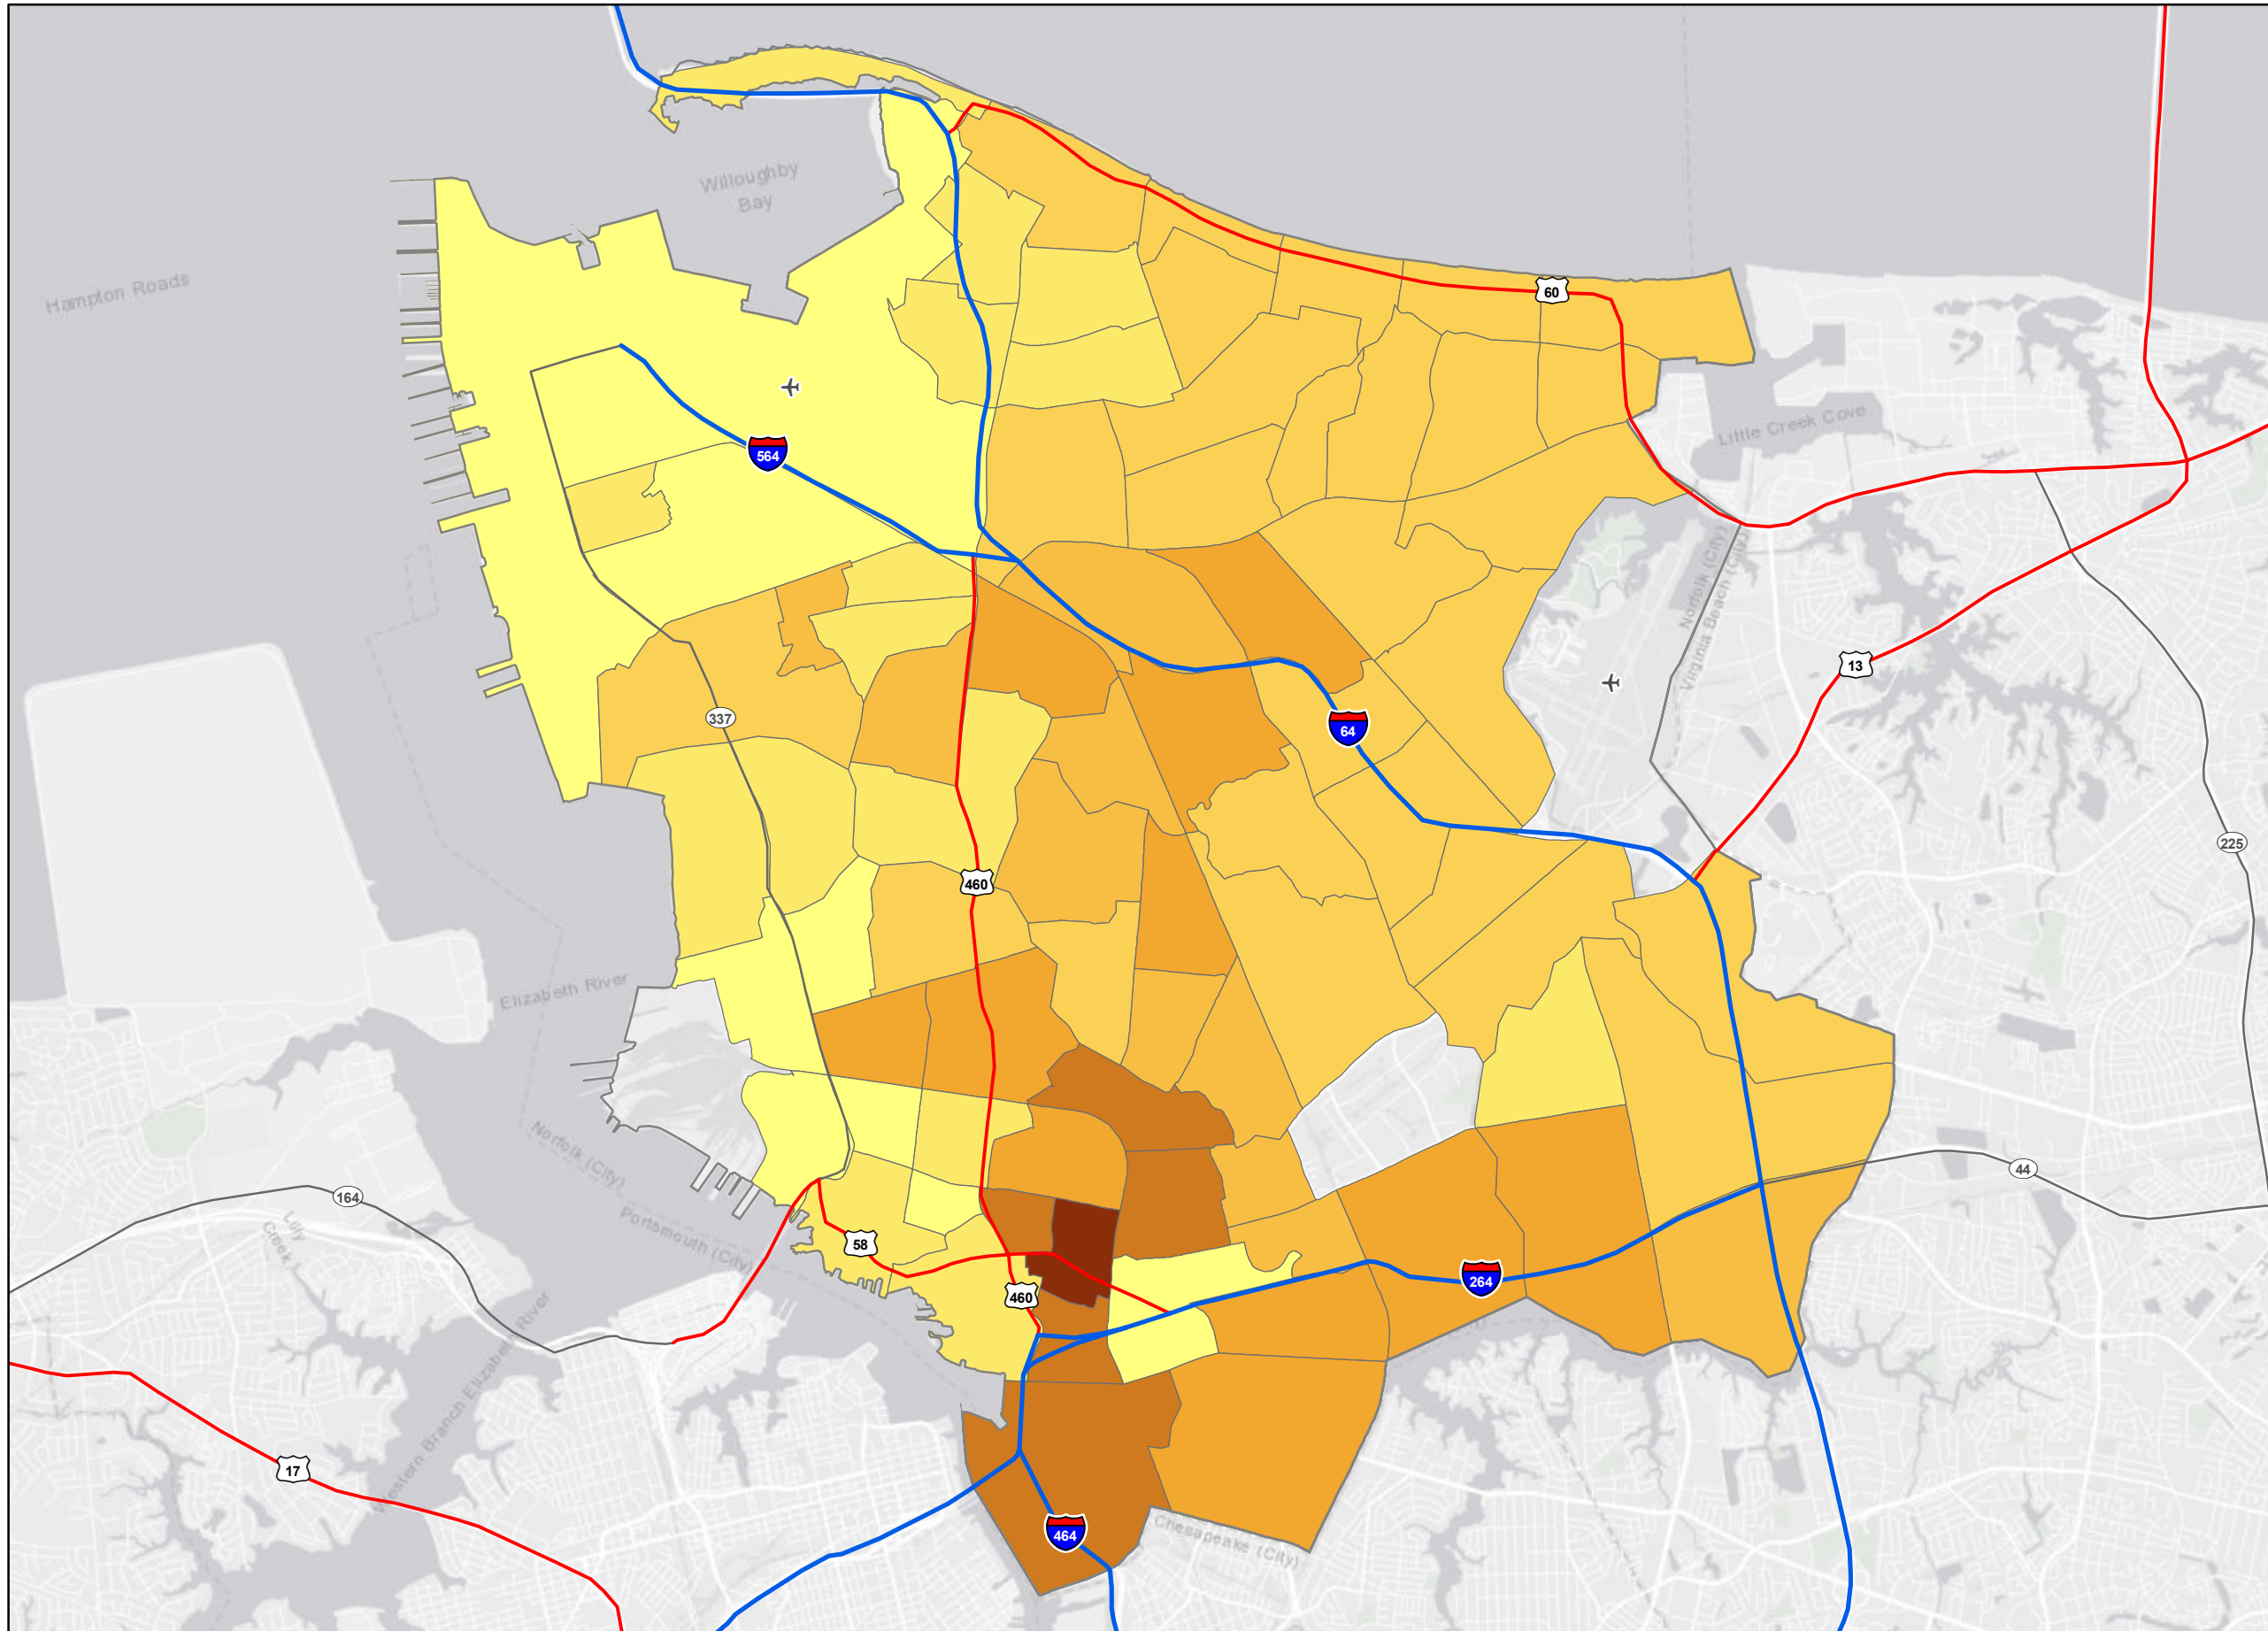 Willoughby
Bay
Hampton Roads
60
Little Creek Cove
564
Norfolk (City)
Virginia Beach (City)
13
337
64
225
460
Elizabeth River
Norfolk (City)
44
164
Lilly
Creek
Portsmouth (City)
58
264
460
Western Branch Elizabeth River
17
464
Chesapeake (City)